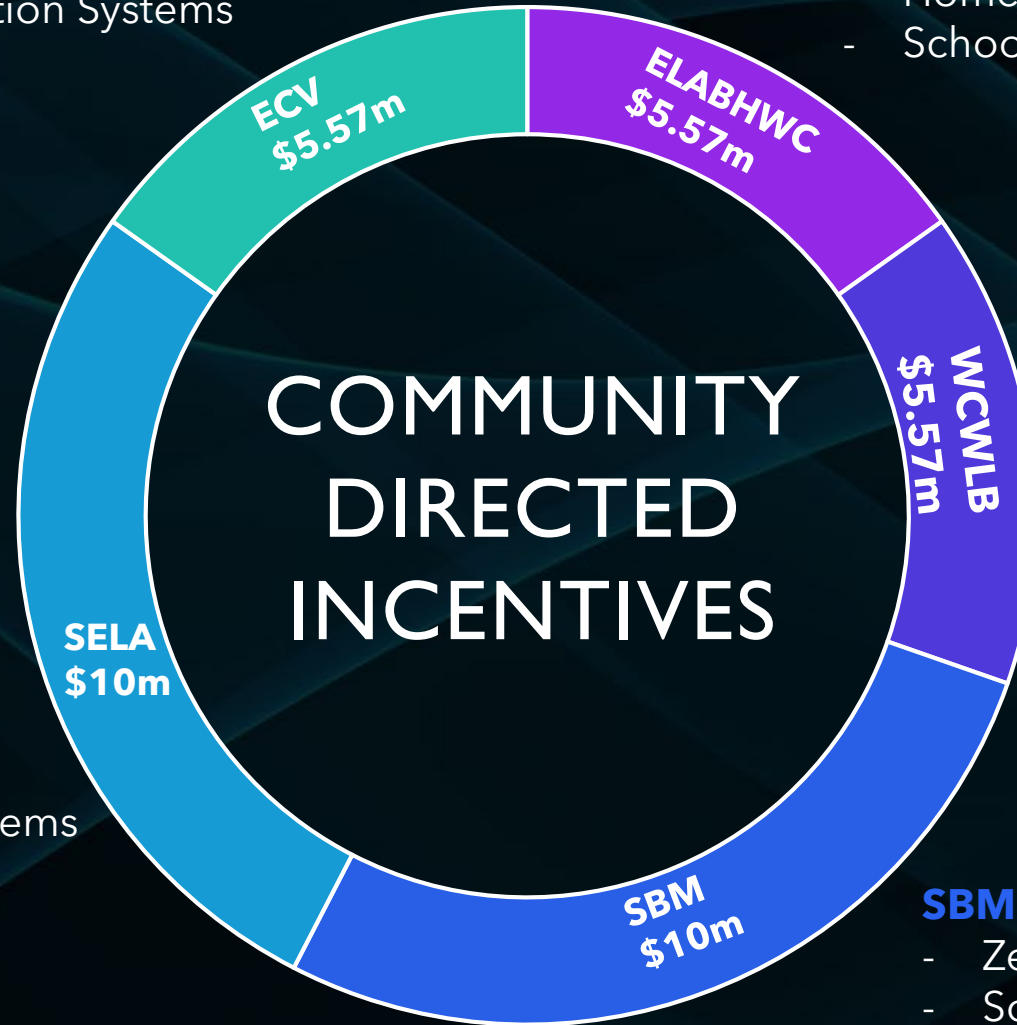 tion Systems
- Schoo
ECV
$5.57m
ELABHWC
$5.57m
WCWLB
$5.57m
COMMUNITY
DIRECTED
INCENTIVES
SELA
$10m
ems
SBM
$10m
SBM
- Ze
- Sc